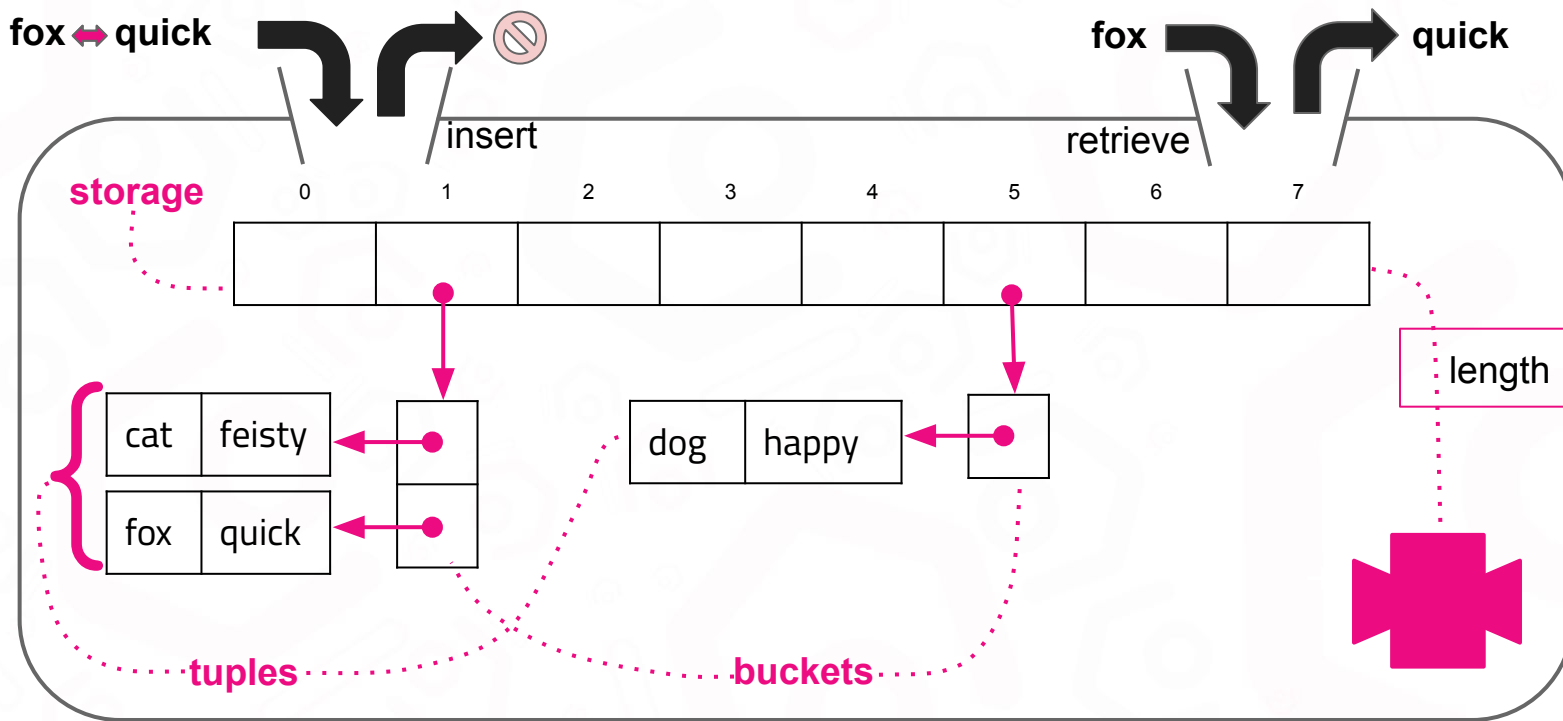 fox quick
fox quick
insert
retrieve
storage
0 1 2 3 4 5 6 7
length
cat feisty
dog happy
fox quick
tuples
buckets